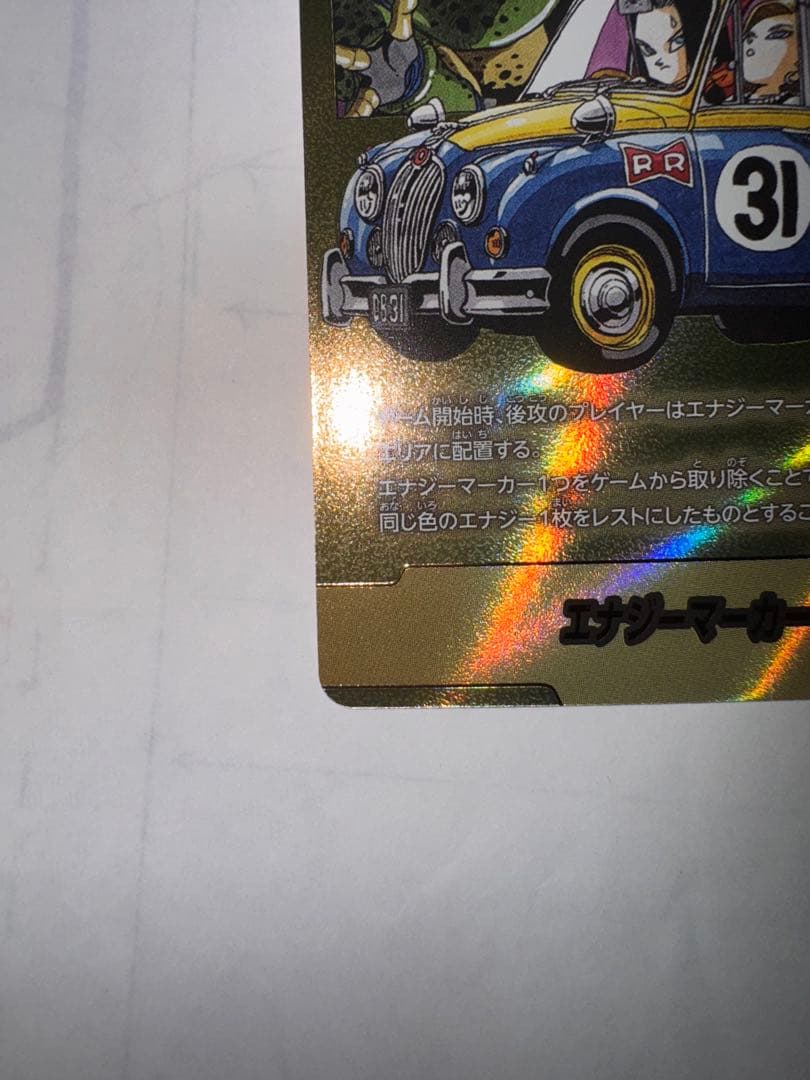 RR
31
DB31
ゲーム開始時、後攻のプレイヤーはエナジーマーカー
エリアに配置する。
エナジーマーカー1つをゲームから取り除くことで
同じ色のエナジー1枚をレストにしたものとするこ
エナジーマーカー